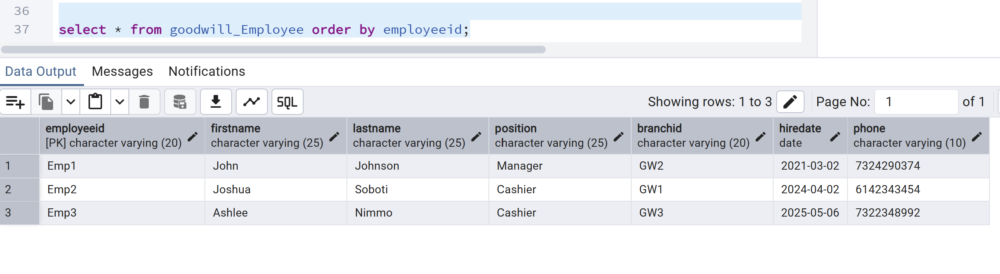 36
37 select * from goodwill_Employee order by employeeid;
Data Output Messages Notifications
SQL Showing rows: 1 to 3 Page No: 1 of 1
employeeid firstname lastname position branchid hiredate phone
[PK] character varying (20) character varying (25) character varying (25) character varying (25) character varying (20) date character varying (10)
1 Emp1 John Johnson Manager GW2 2021-03-02 7324290374
2 Emp2 Joshua Soboti Cashier GW1 2024-04-02 6142343454
3 Emp3 Ashlee Nimmo Cashier GW3 2025-05-06 7322348992